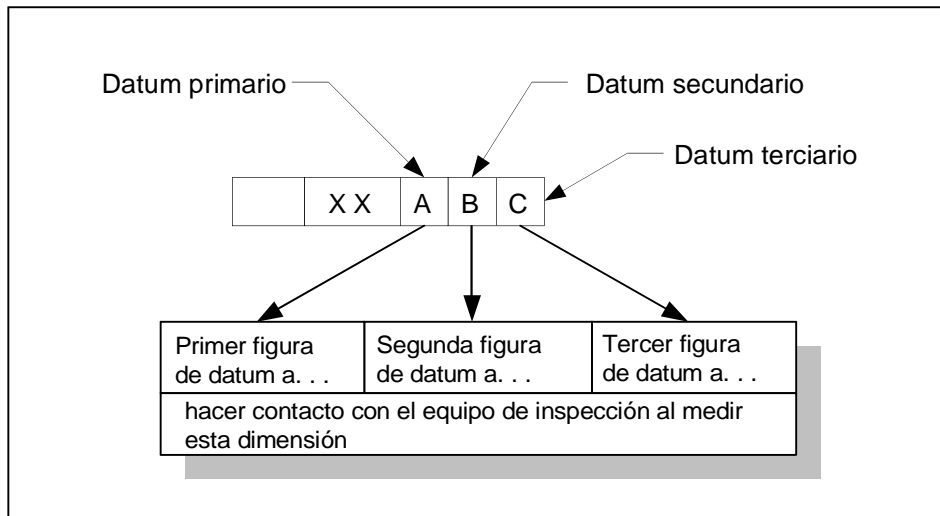 Datum primario
Datum secundario
Datum terciario
X X A B C
Primer figura
de datum a. . .
Segunda figura
de datum a. . .
Tercer figura
de datum a. . .
hacer contacto con el equipo de inspección al medir
esta dimensión